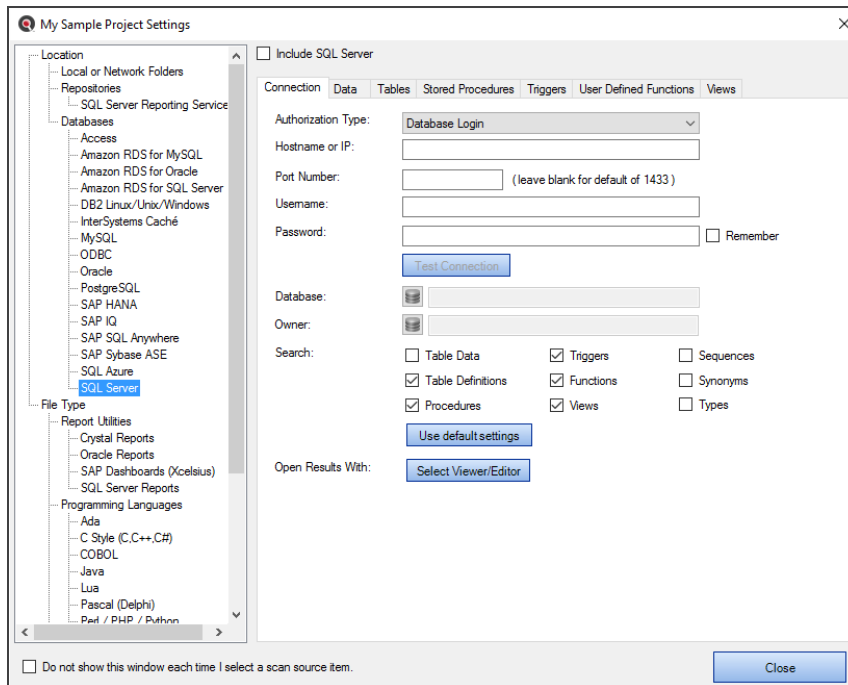 My Sample Project Settings
Location
Local or Network Folders
Repositories
SQL Server Reporting Service
Databases
Access
Amazon RDS for MySQL
Amazon RDS for Oracle
Amazon RDS for SQL Server
DB2 Linux/Unix/Windows
InterSystems Caché
MySQL
ODBC
Oracle
PostgreSQL
SAP HANA
SAP IQ
SAP SQL Anywhere
SAP Sybase ASE
SQL Azure
SQL Server
File Type
Report Utilities
Crystal Reports
Oracle Reports
SAP Dashboards (Xcelsius)
SQL Server Reports
Programming Languages
Ada
C Style (C,C++,C#)
COBOL
Java
Lua
Pascal (Delphi)
Perl / PHP / Python
Include SQL Server
Connection Data Tables Stored Procedures Triggers User Defined Functions Views
Authorization Type: Database Login
Hostname or IP:
Port Number: (leave blank for default of 1433 )
Username:
Password: Remember
Test Connection
Database:
Owner:
Search: Table Data Triggers Sequences
Table Definitions Functions Synonyms
Procedures Views Types
Use default settings
Open Results With: Select Viewer/Editor
Do not show this window each time I select a scan source item.
Close